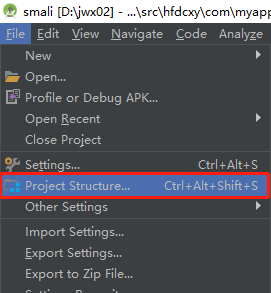 smali [D:\jwx02] - ...\src\hfdcxy\com\myapp
File Edit View Navigate Code Analyze
New
Open...
Profile or Debug APK...
Open Recent
Close Project
Settings... Ctrl+Alt+S
Project Structure... Ctrl+Alt+Shift+S
Other Settings
Import Settings...
Export Settings...
Export to Zip File...